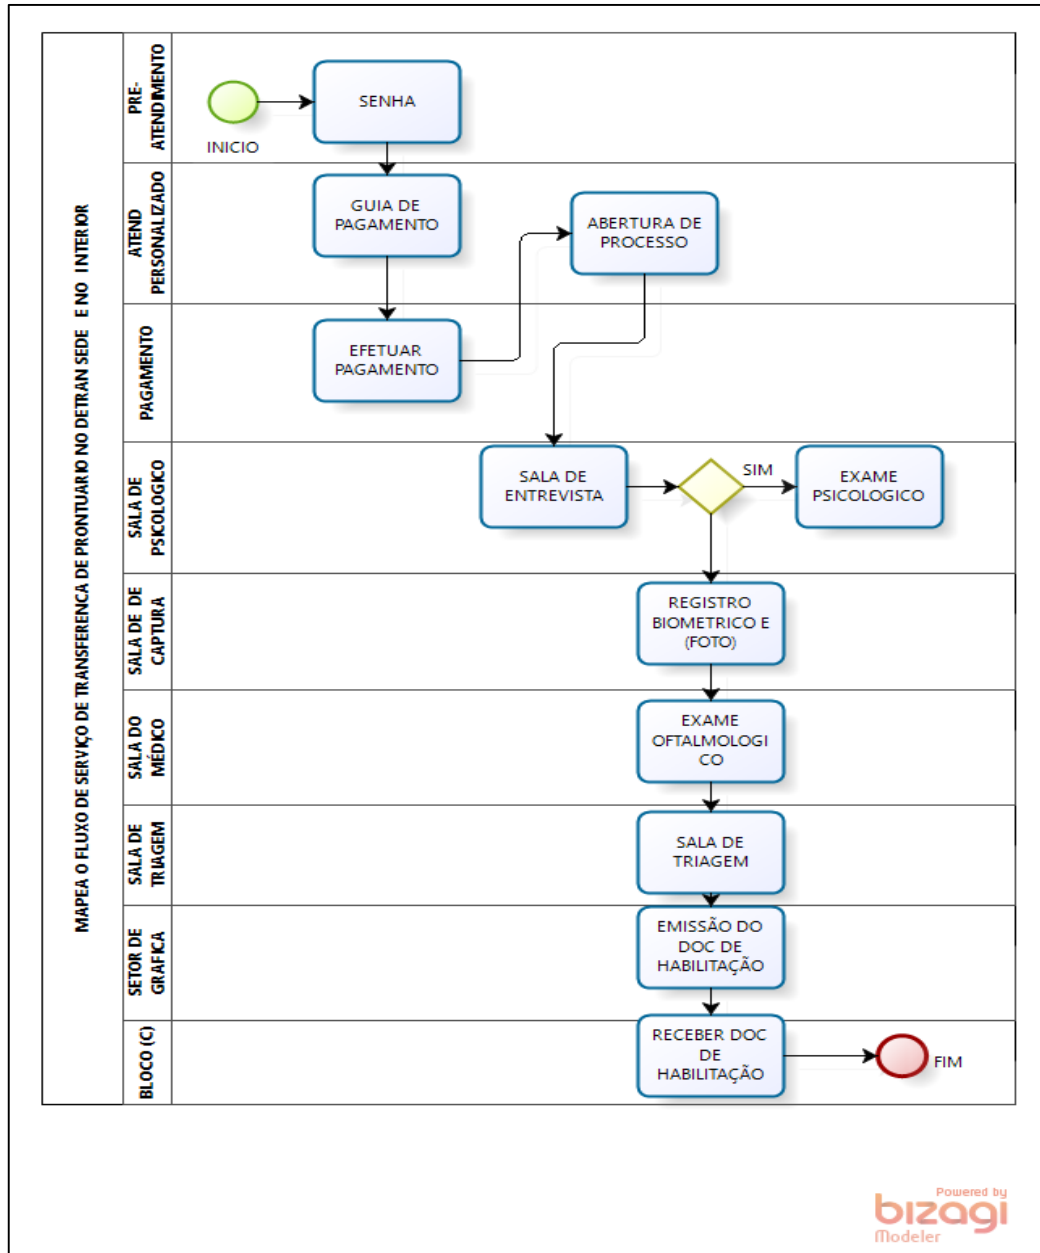 MAPEA O FLUXO DE SERVIÇO DE TRANSFERENCA DE PRONTUARIO NO DETRAN SEDE E NO INTERIOR
PRE-
ATENDIMENTO
INICIO
SENHA
ATEND
PERSONALIZADO
GUIA DE
PAGAMENTO
ABERTURA DE
PROCESSO
PAGAMENTO
EFETUAR
PAGAMENTO
SALA DE
PSICOLOGICO
SALA DE
ENTREVISTA
SIM
EXAME
PSICOLOGICO
SALA DE DE
CAPTURA
REGISTRO
BIOMETRICO E
(FOTO)
SALA DO
MÉDICO
EXAME
OFTALMOLOGI
CO
SALA DE
TRIAGEM
SALA DE
TRIAGEM
SETOR DE
GRAFICA
EMISSÃO DO
DOC DE
HABILITAÇÃO
BLOCO (C)
RECEBER DOC
DE
HABILITAÇÃO
FIM
Powered by
bizagi
Modeler